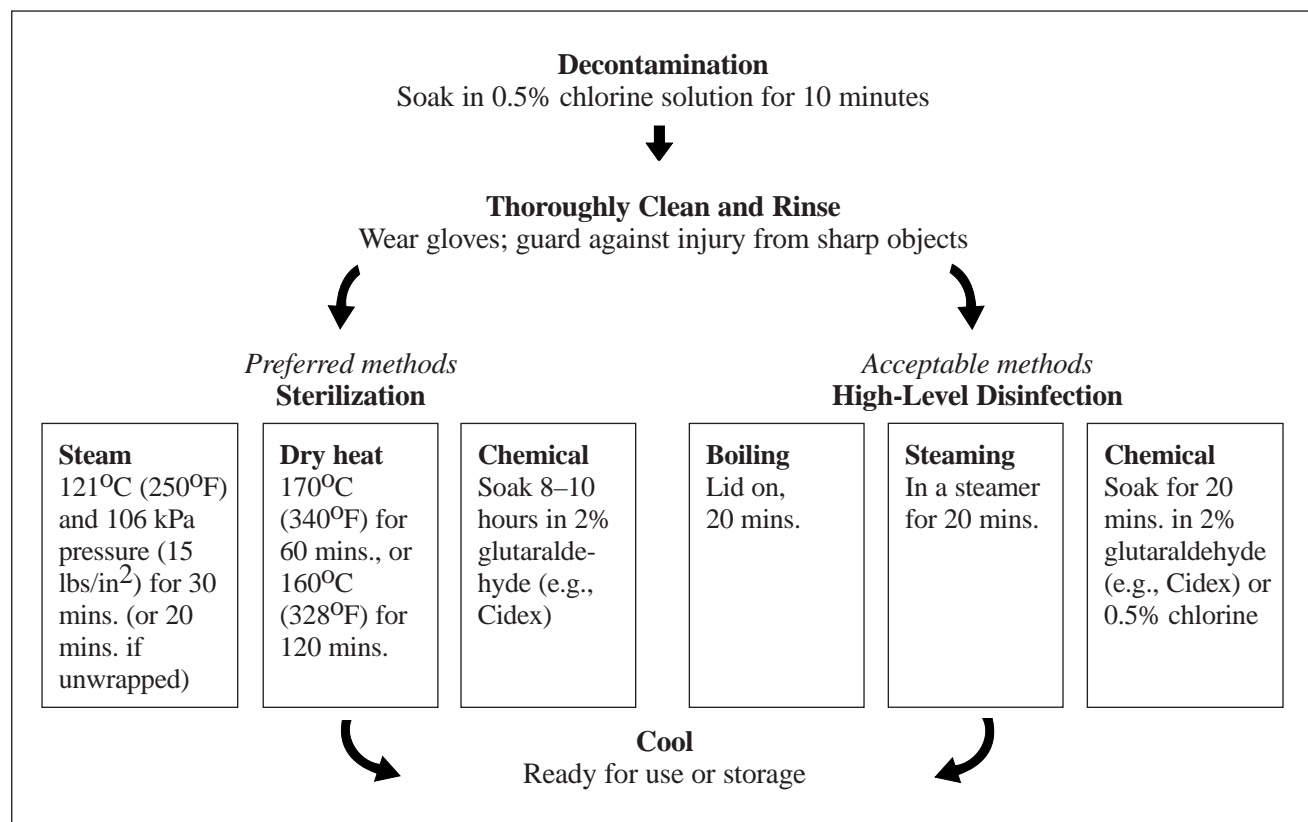 Decontamination
Soak in 0.5% chlorine solution for 10 minutes
Thoroughly Clean and Rinse
Wear gloves; guard against injury from sharp objects
Preferred methods
Sterilization
Steam
121°C (250°F)
and 106 kPa
pressure (15
lbs/in²) for 30
mins. (or 20
mins. if
unwrapped)
Dry heat
170°C
(340°F) for
60 mins., or
160°C
(328°F) for
120 mins.
Chemical
Soak 8–10
hours in 2%
glutaralde-
hyde (e.g.,
Cidex)
Acceptable methods
High-Level Disinfection
Boiling
Lid on,
20 mins.
Steaming
In a steamer
for 20 mins.
Chemical
Soak for 20
mins. in 2%
glutaraldehyde
(e.g., Cidex) or
0.5% chlorine
Cool
Ready for use or storage